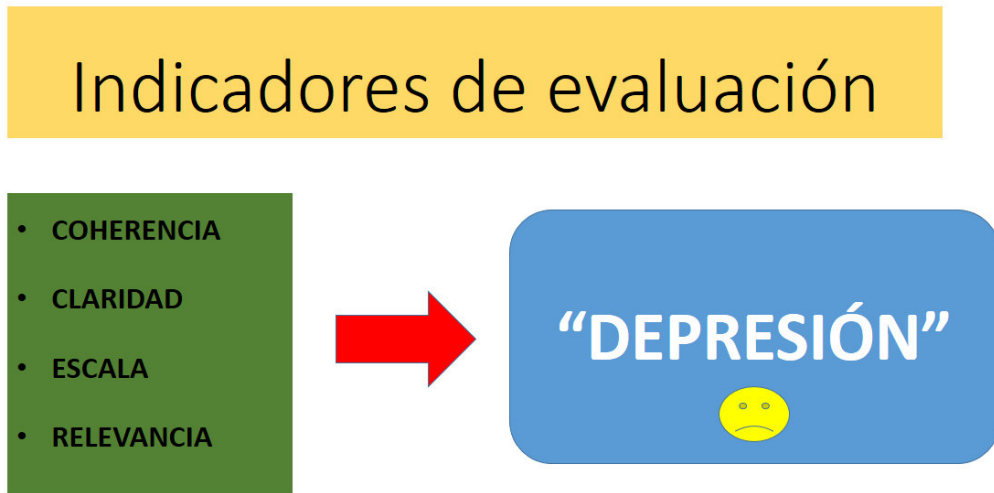 Indicadores de evaluación
• COHERENCIA
• CLARIDAD
• ESCALA
• RELEVANCIA
“DEPRESIÓN”